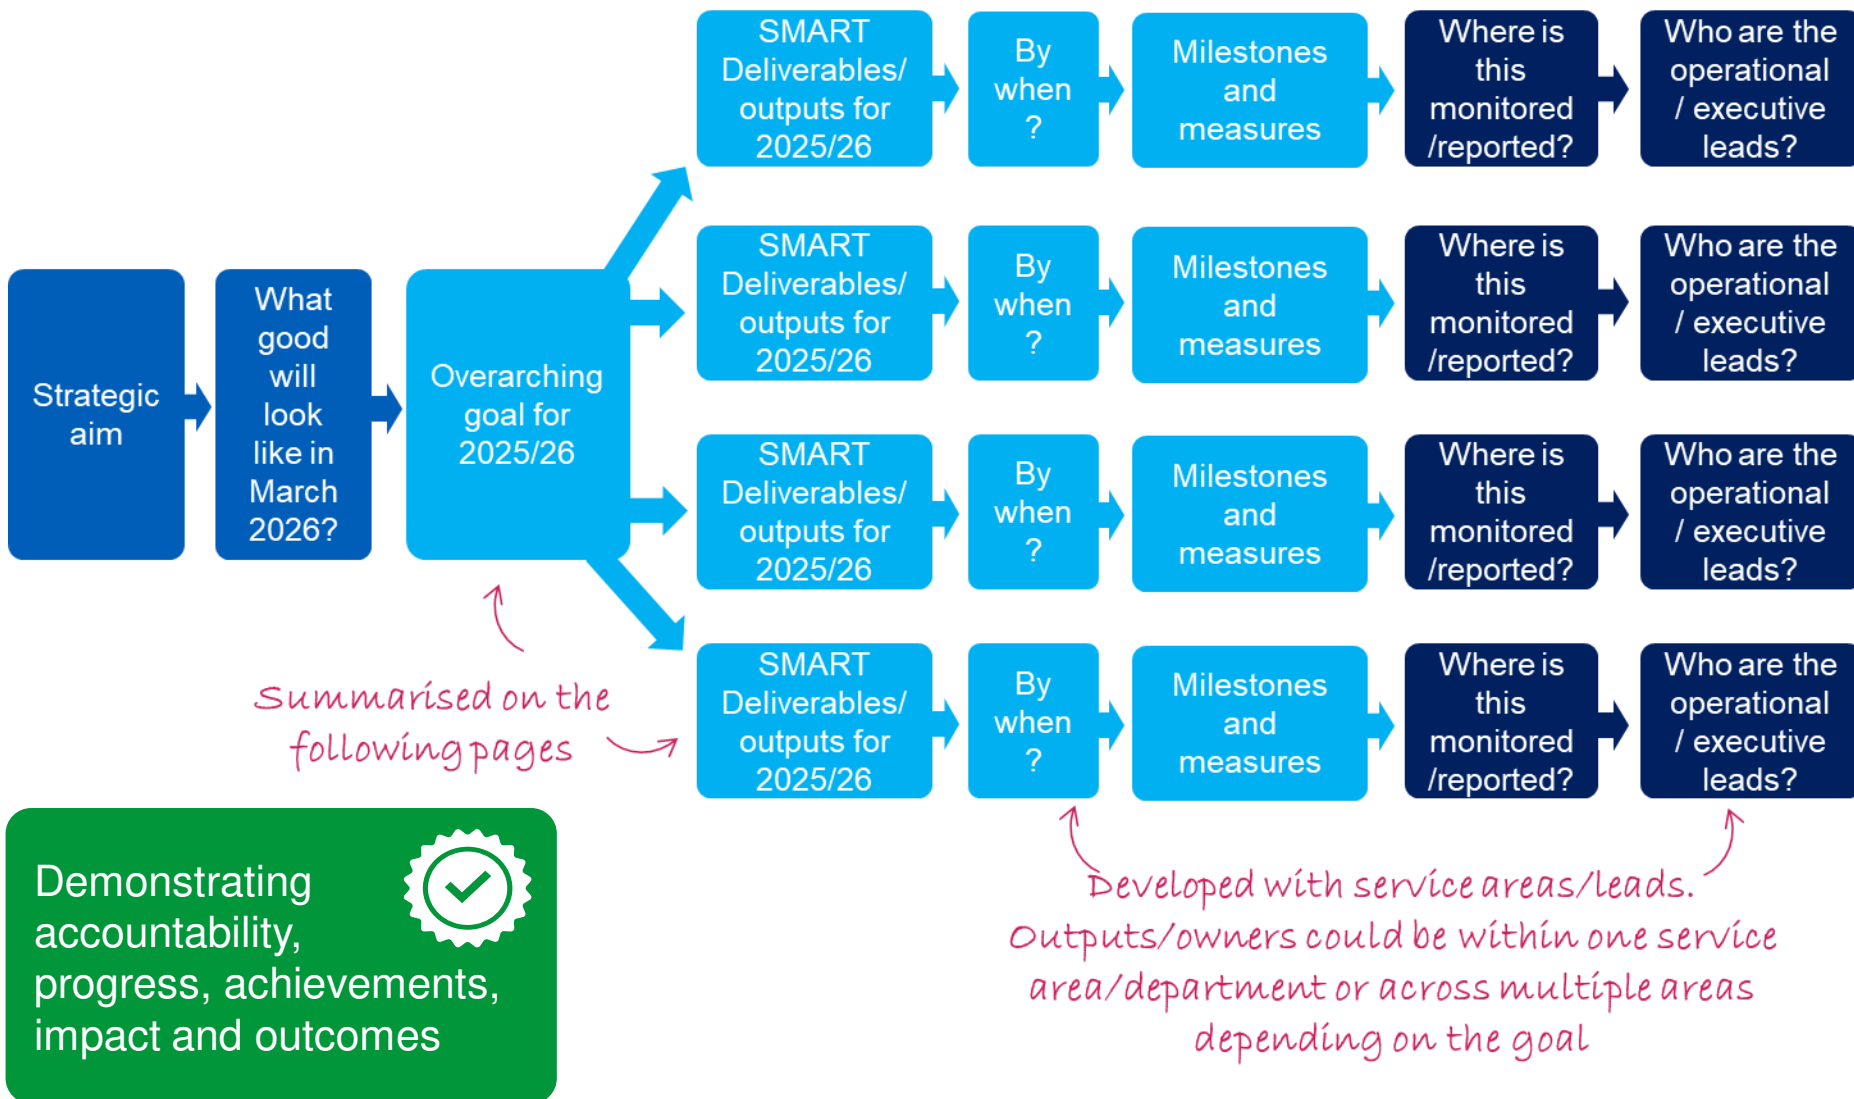 Strategic
aim
What
good
will
look
like in
March
2026?
Overarching
goal for
2025/26
SMART
Deliverables/
outputs for
2025/26
By
when
?
Milestones
and
measures
Where is
this
monitored
/reported?
Who are the
operational
/ executive
leads?
SMART
Deliverables/
outputs for
2025/26
By
when
?
Milestones
and
measures
Where is
this
monitored
/reported?
Who are the
operational
/ executive
leads?
SMART
Deliverables/
outputs for
2025/26
By
when
?
Milestones
and
measures
Where is
this
monitored
/reported?
Who are the
operational
/ executive
leads?
SMART
Deliverables/
outputs for
2025/26
By
when
?
Milestones
and
measures
Where is
this
monitored
/reported?
Who are the
operational
/ executive
leads?
Summarised on the
following pages
Demonstrating
accountability,
progress, achievements,
impact and outcomes
Developed with service areas/leads.
Outputs/owners could be within one service
area/department or across multiple areas
depending on the goal